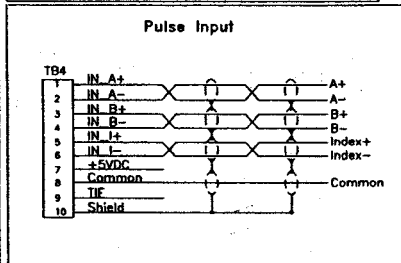 Pulse Input
TB4
1 IN_A+ A+
2 IN_A- A-
3 IN_B+ B+
4 IN_B- B-
5 IN_I+ Index+
6 IN_I- Index-
7 +5VDC
8 Common Common
9 TIF
10 Shield